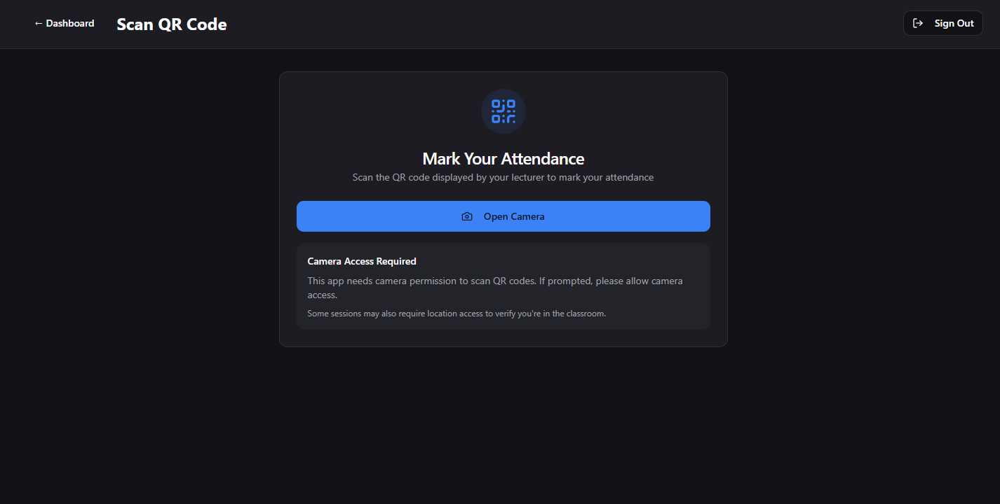 ← Dashboard
Scan QR Code
Sign Out
Mark Your Attendance
Scan the QR code displayed by your lecturer to mark your attendance
Open Camera
Camera Access Required
This app needs camera permission to scan QR codes. If prompted, please allow camera
access.
Some sessions may also require location access to verify you're in the classroom.